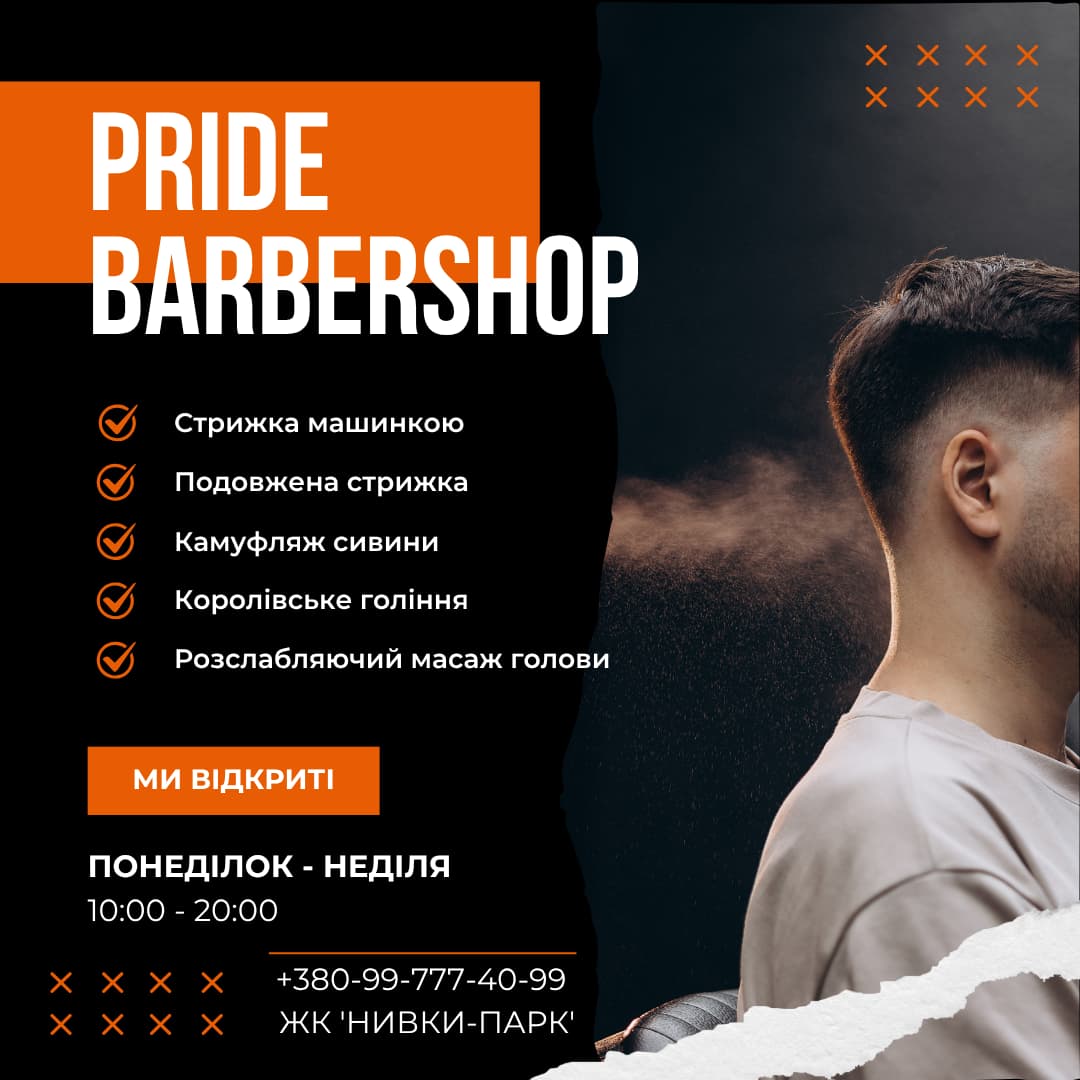 PRIDE
BARBERSHOP
Стрижка машинкою
Подовжена стрижка
Камуфляж сивини
Королівське гоління
Розслабляючий масаж голови
МИ ВІДКРИТІ
ПОНЕДІЛОК - НЕДІЛЯ
10:00 - 20:00
+380-99-777-40-99
ЖК 'НИВКИ-ПАРК'